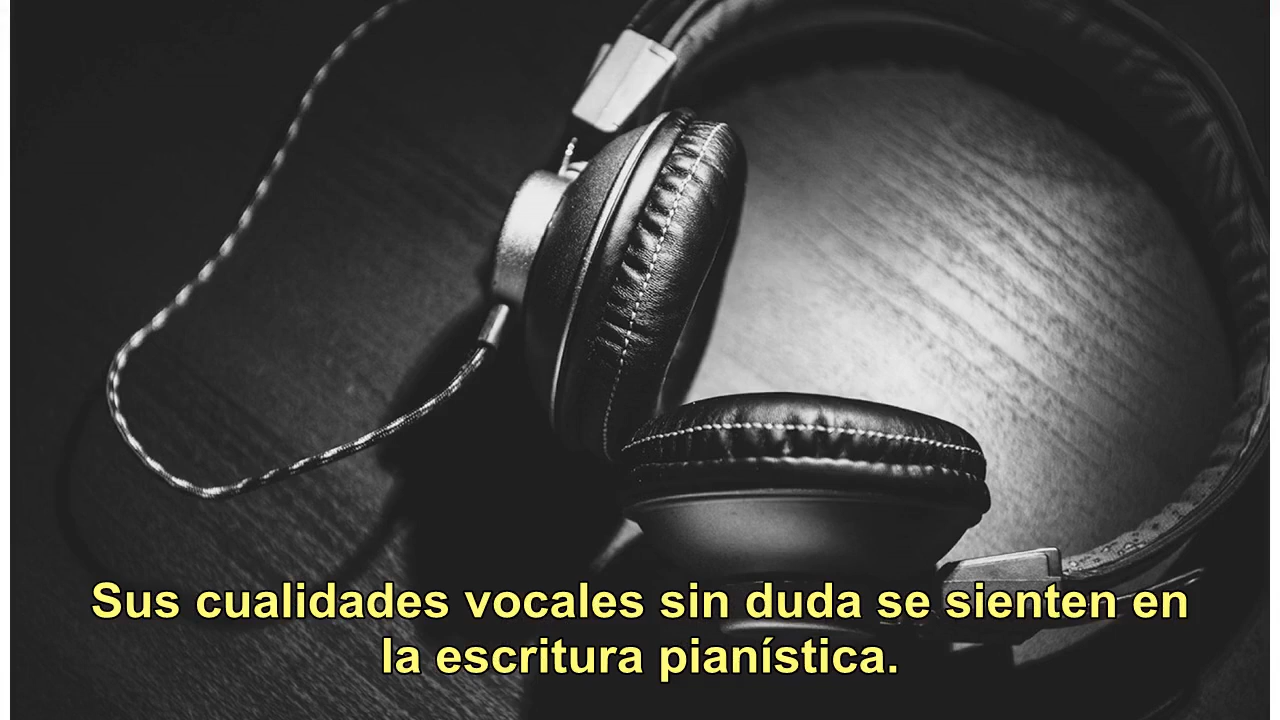 Sus cualidades vocales sin duda se sienten en
la escritura pianística.